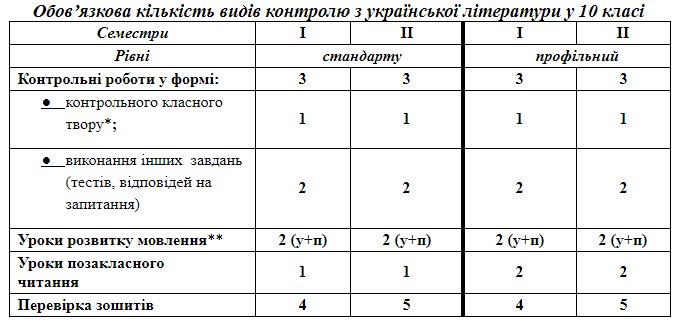 Обов’язкова кількість видів контролю з української літератури у 10 класі
Семестри І ІІ І ІІ
Рівні стандарту профільний
Контрольні роботи у формі: 3 3 3 3
● контрольного класного
твору*; 1 1 1 1
● виконання інших завдань
(тестів, відповідей на 2 2 2 2
запитання)
Уроки розвитку мовлення** 2 (у+п) 2 (у+п) 2 (у+п) 2 (у+п)
Уроки позакласного
читання 1 1 2 2
Перевірка зошитів 4 5 4 5